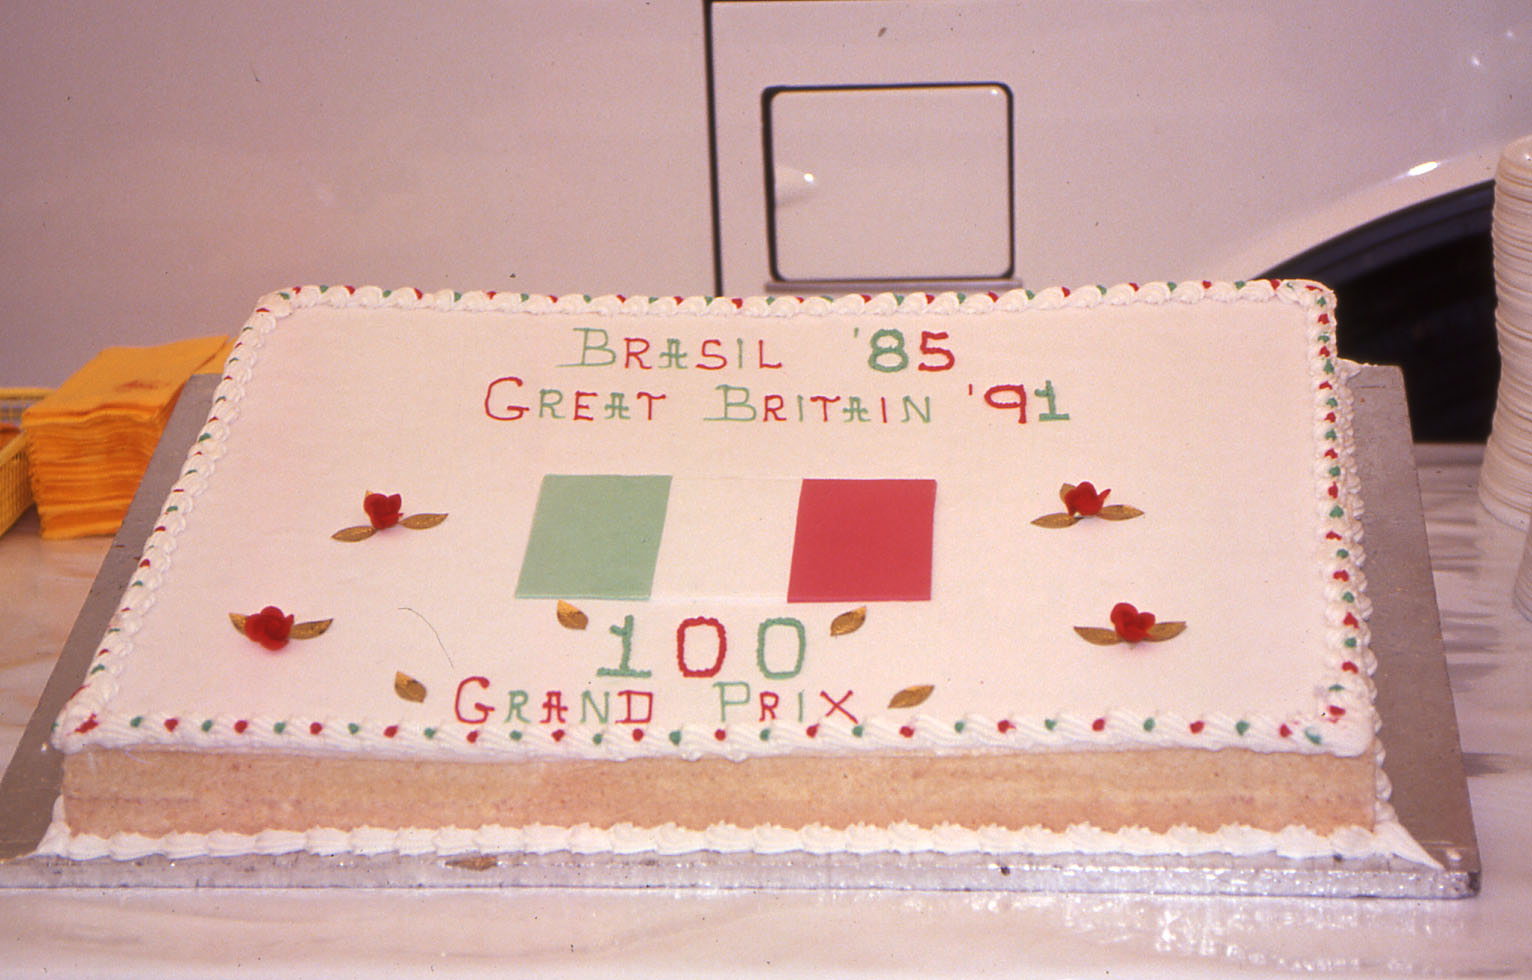 BRASIL '85
GREAT BRITAIN '91
100
GRAND PRIX